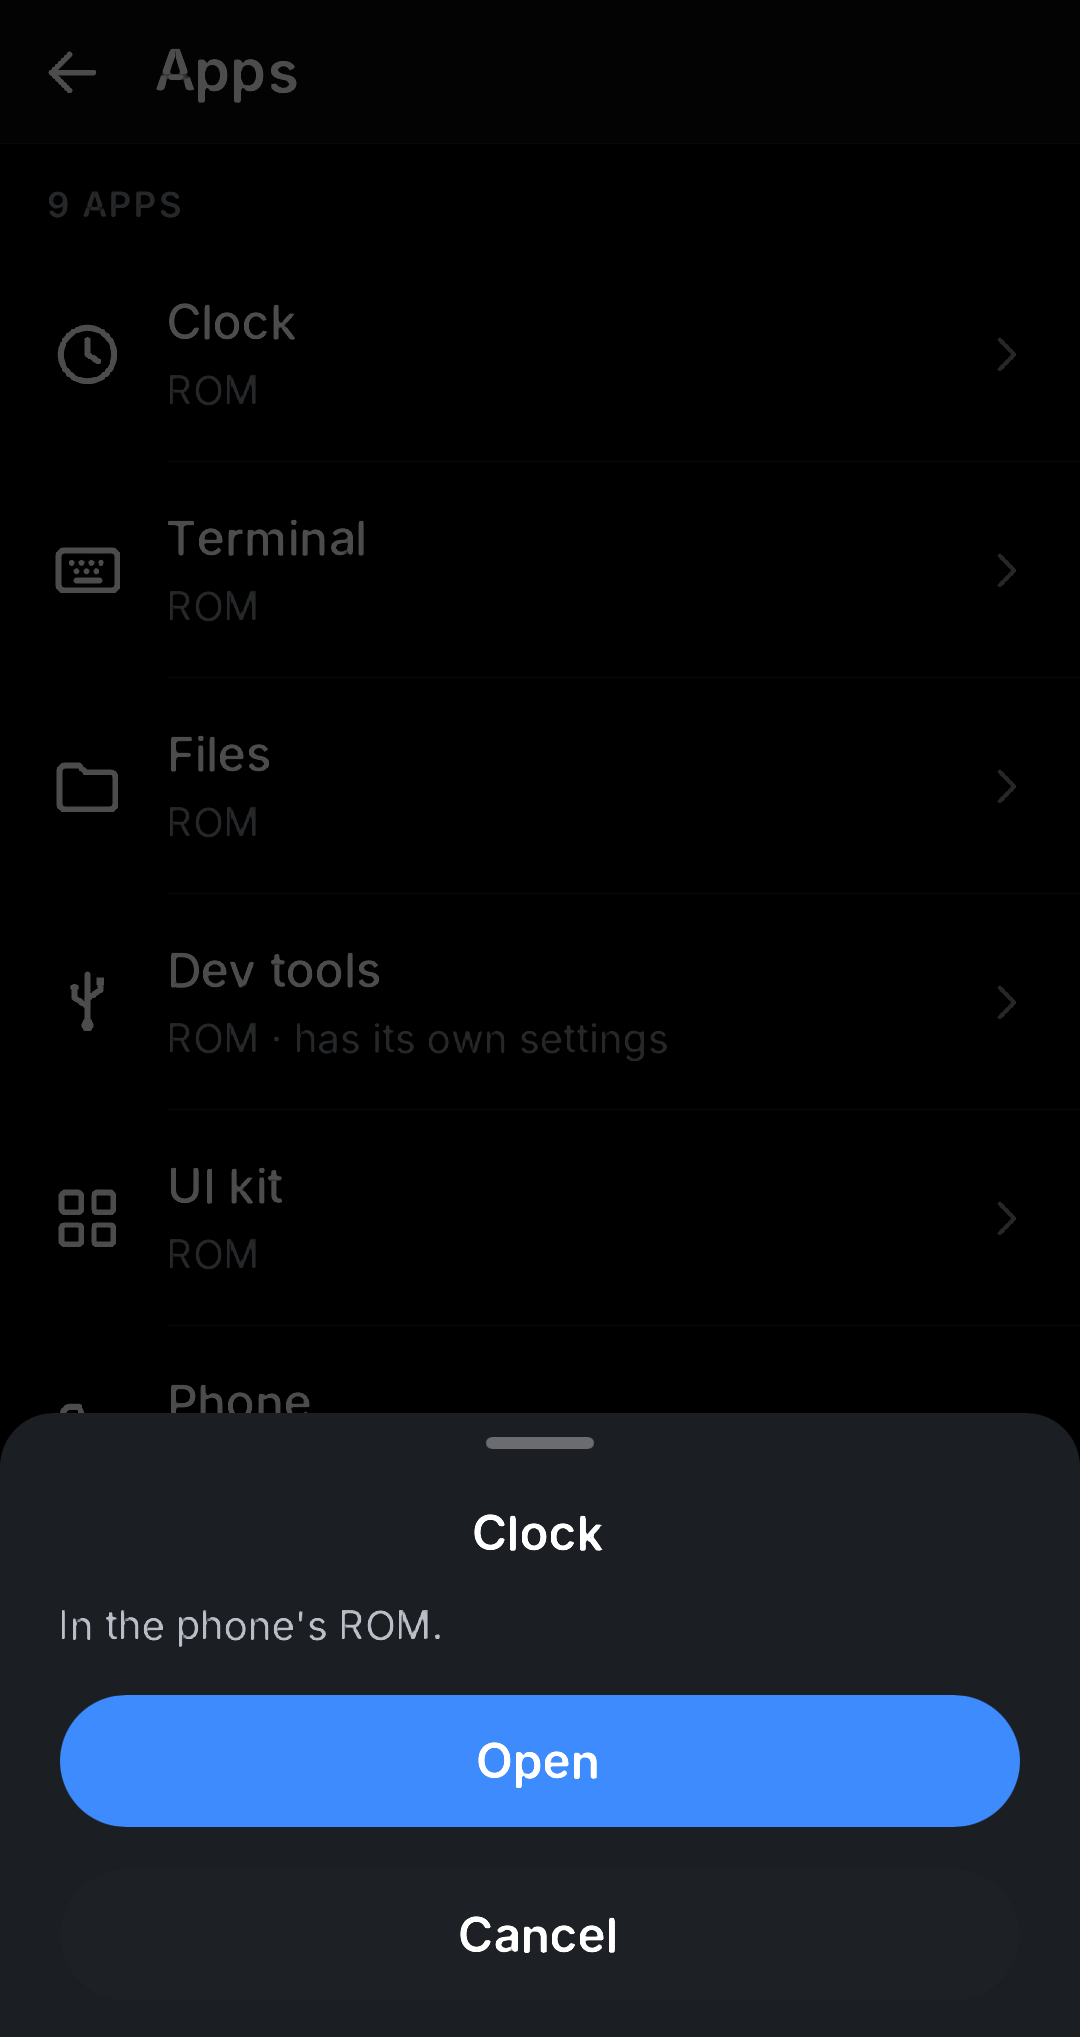 Apps
9 APPS
Clock
ROM
Terminal
ROM
Files
ROM
Dev tools
ROM · has its own settings
UI kit
ROM
Phone
Clock
In the phone's ROM.
Open
Cancel